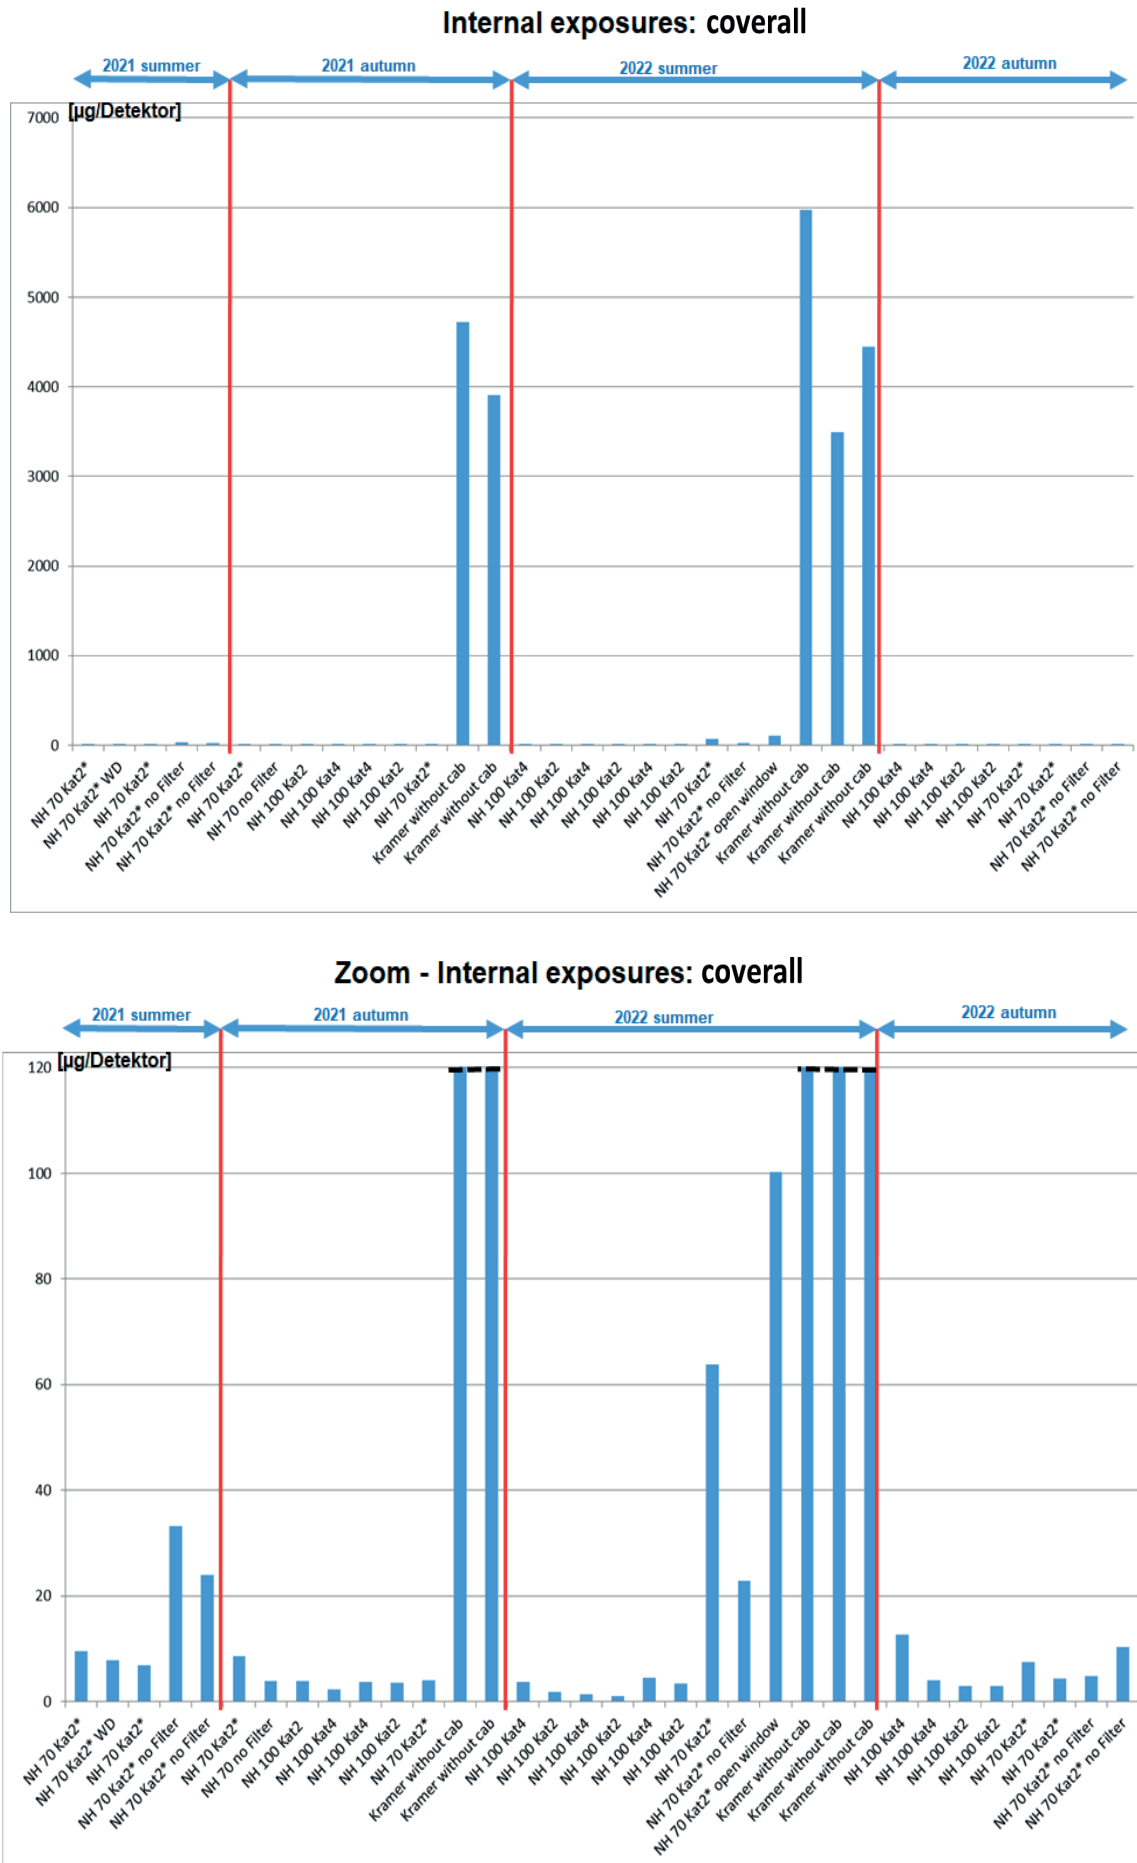 Internal exposures: coverall
2021 summer
2021 autumn
2022 summer
2022 autumn
[µg/Detektor]
7000
6000
5000
4000
3000
2000
1000
0
NH 70 Kat2*
NH 70 Kat2* WD
NH 70 Kat2*
NH 70 Kat2* no Filter
NH 70 Kat2* no Filter
NH 70 Kat2*
NH 70 no Filter
NH 100 Kat2
NH 100 Kat4
NH 100 Kat4
NH 100 Kat2
NH 70 Kat2*
Kramer without cab
Kramer without cab
NH 100 Kat4
NH 100 Kat2
NH 100 Kat4
NH 100 Kat2
NH 100 Kat4
NH 100 Kat2
NH 70 Kat2*
NH 70 Kat2* no Filter
NH 70 Kat2* open window
Kramer without cab
Kramer without cab
Kramer without cab
NH 100 Kat4
NH 100 Kat4
NH 100 Kat2
NH 100 Kat2
NH 70 Kat2*
NH 70 Kat2*
NH 70 Kat2* no Filter
NH 70 Kat2* no Filter
Zoom - Internal exposures: coverall
2021 summer
2021 autumn
2022 summer
2022 autumn
[µg/Detektor]
120
100
80
60
40
20
0
NH 70 Kat2*
NH 70 Kat2* WD
NH 70 Kat2*
NH 70 Kat2* no Filter
NH 70 Kat2* no Filter
NH 70 Kat2*
NH 70 no Filter
NH 100 Kat2
NH 100 Kat4
NH 100 Kat4
NH 100 Kat2
NH 70 Kat2*
Kramer without cab
Kramer without cab
NH 100 Kat4
NH 100 Kat2
NH 100 Kat4
NH 100 Kat2
NH 100 Kat4
NH 100 Kat2
NH 70 Kat2*
NH 70 Kat2* no Filter
NH 70 Kat2* open window
Kramer without cab
Kramer without cab
Kramer without cab
NH 100 Kat4
NH 100 Kat4
NH 100 Kat2
NH 100 Kat2
NH 70 Kat2*
NH 70 Kat2*
NH 70 Kat2* no Filter
NH 70 Kat2* no Filter